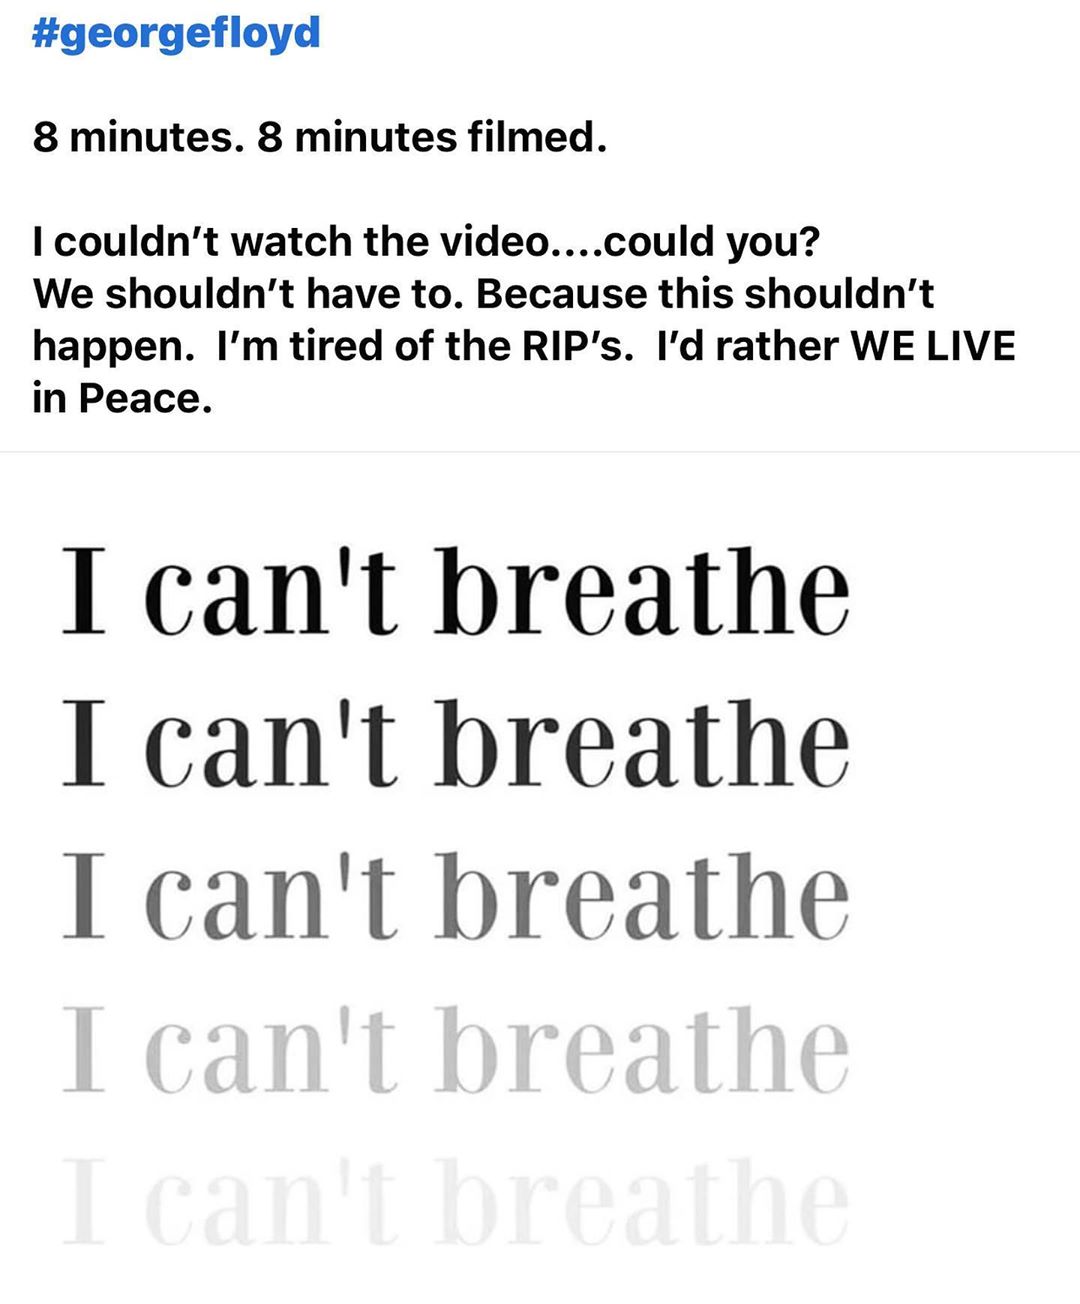 #georgefloyd
8 minutes. 8 minutes filmed.
I couldn’t watch the video....could you?
We shouldn’t have to. Because this shouldn’t
happen.  I’m tired of the RIP’s.  I’d rather WE LIVE
in Peace.
I can't breathe
I can't breathe
I can't breathe
I can't breathe
I can't breathe